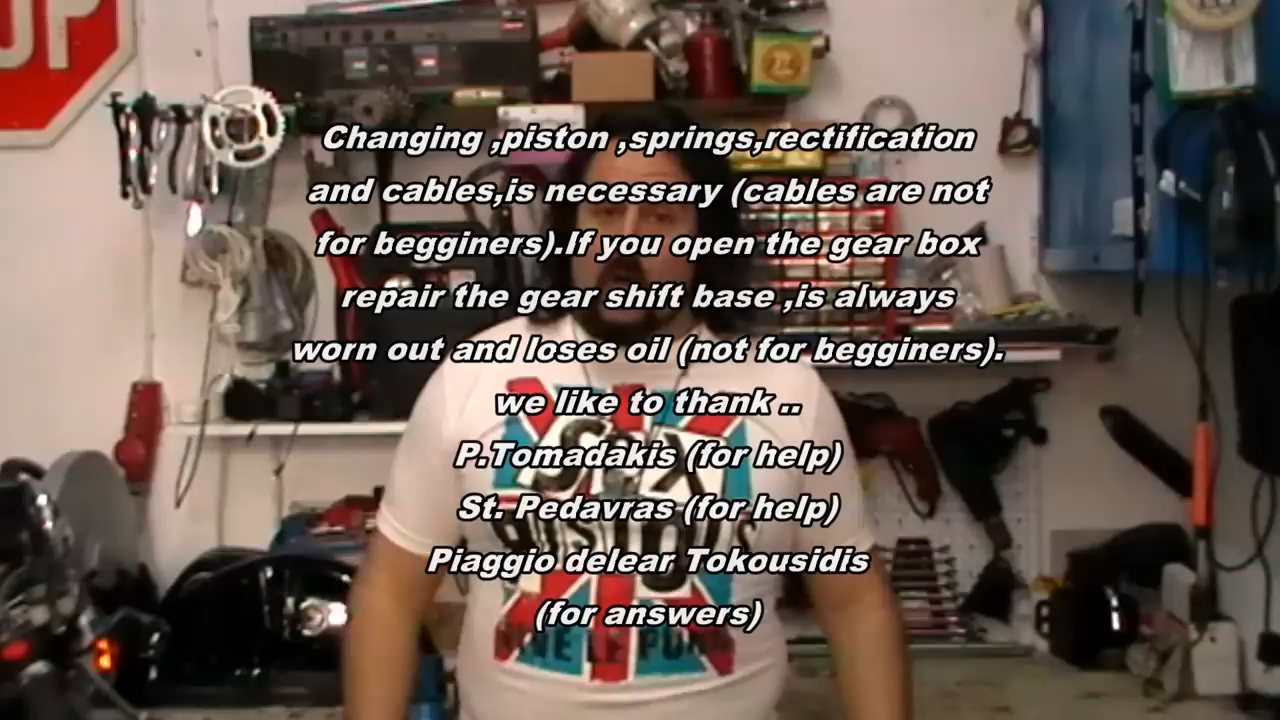 OP
Changing ,piston ,springs,rectification
and cables,is necessary (cables are not
for begginers).If you open the gear box
repair the gear shift base ,is always
worn out and loses oil (not for begginers).
we like to thank ..
P.Tomadakis (for help)
St. Pedavras (for help)
Piaggio delear Tokousidis
(for answers)